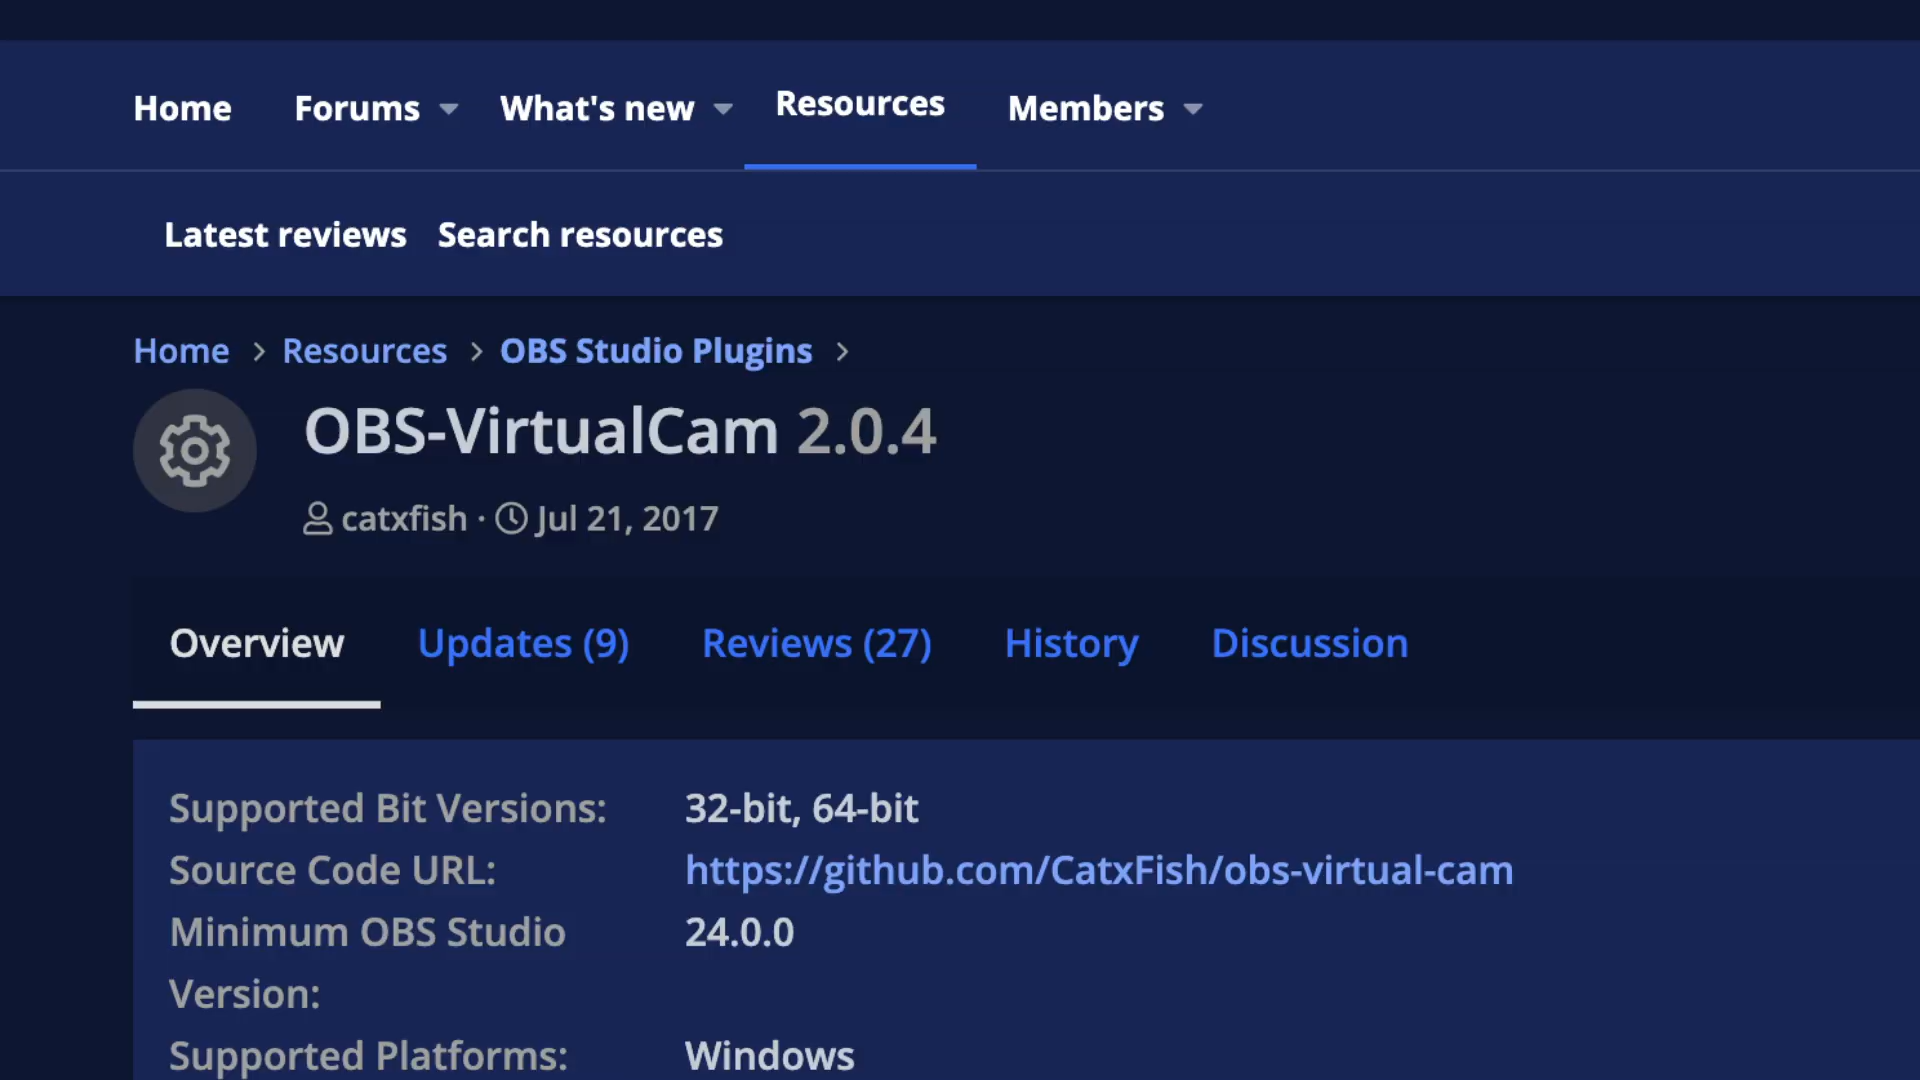 Home Forums What's new Resources Members
Latest reviews Search resources
Home > Resources > OBS Studio Plugins >
OBS-VirtualCam 2.0.4
catxfish · Jul 21, 2017
Overview Updates (9) Reviews (27) History Discussion
Supported Bit Versions: 32-bit, 64-bit
Source Code URL: https://github.com/CatxFish/obs-virtual-cam
Minimum OBS Studio 24.0.0
Version:
Supported Platforms: Windows